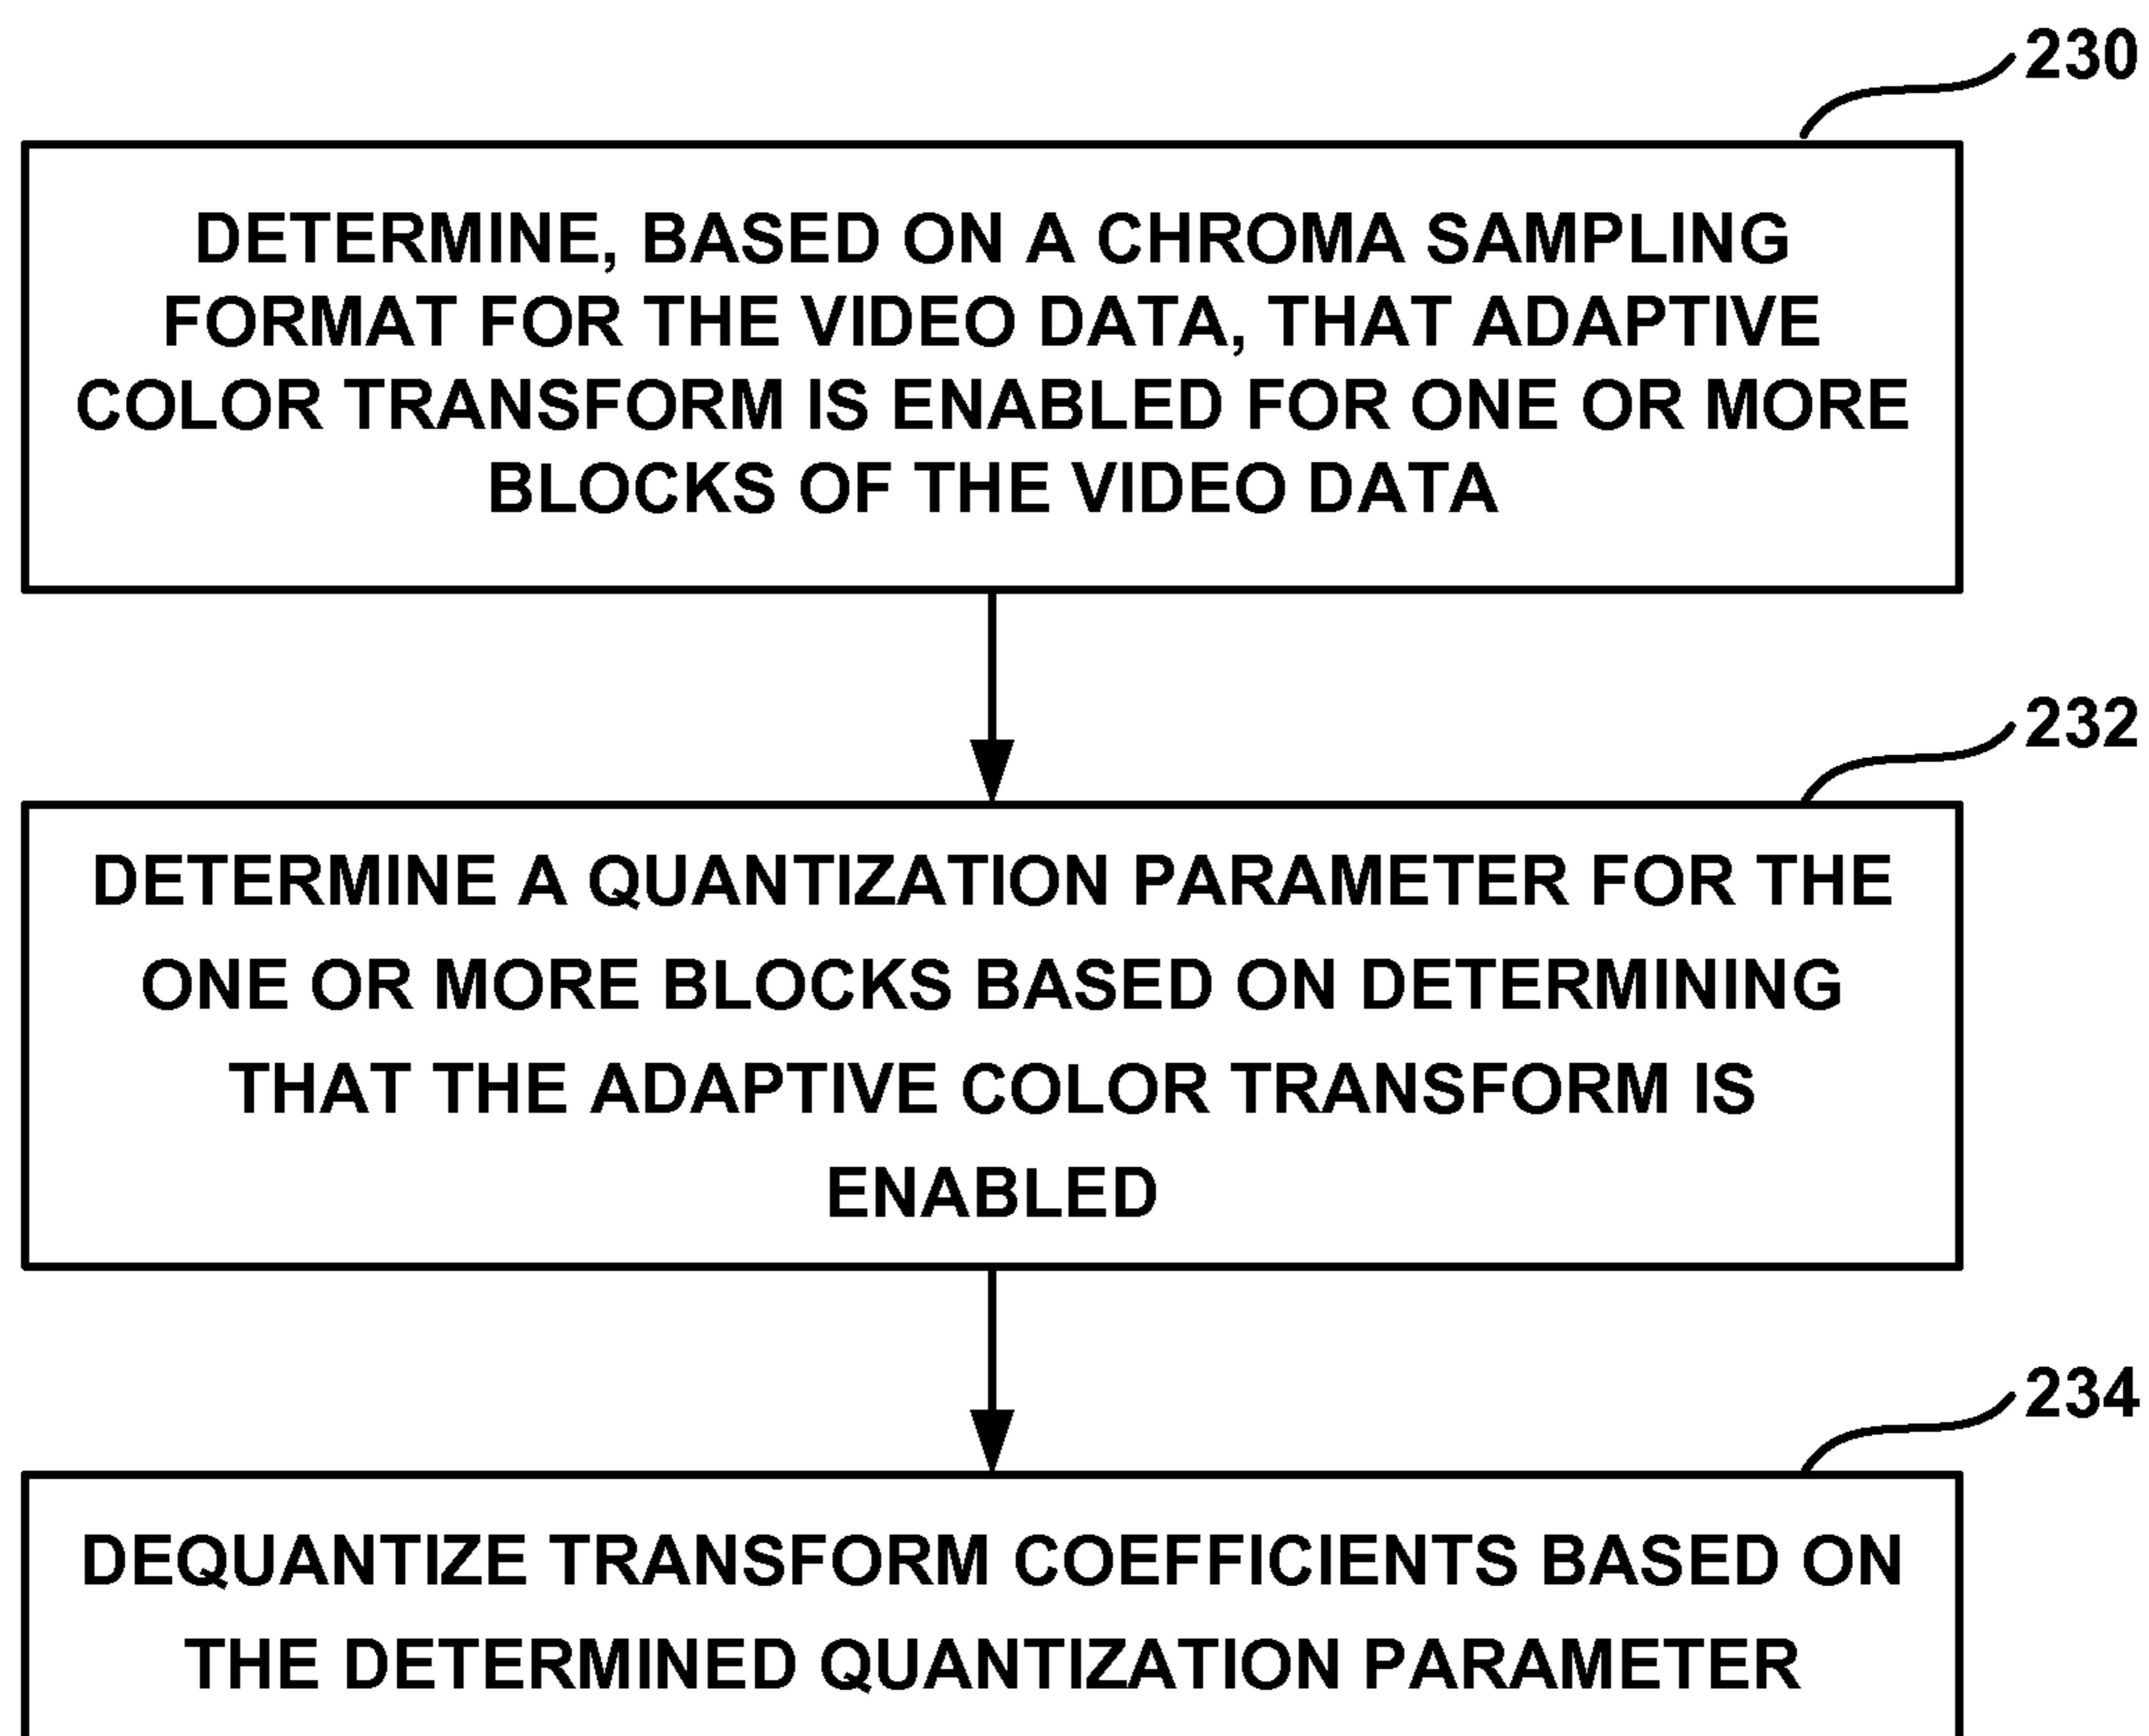 230
DETERMINE, BASED ON A CHROMA SAMPLING
FORMAT FOR THE VIDEO DATA, THAT ADAPTIVE
COLOR TRANSFORM IS ENABLED FOR ONE OR MORE
BLOCKS OF THE VIDEO DATA
232
DETERMINE A QUANTIZATION PARAMETER FOR THE
ONE OR MORE BLOCKS BASED ON DETERMINING
THAT THE ADAPTIVE COLOR TRANSFORM IS
ENABLED
234
DEQUANTIZE TRANSFORM COEFFICIENTS BASED ON
THE DETERMINED QUANTIZATION PARAMETER